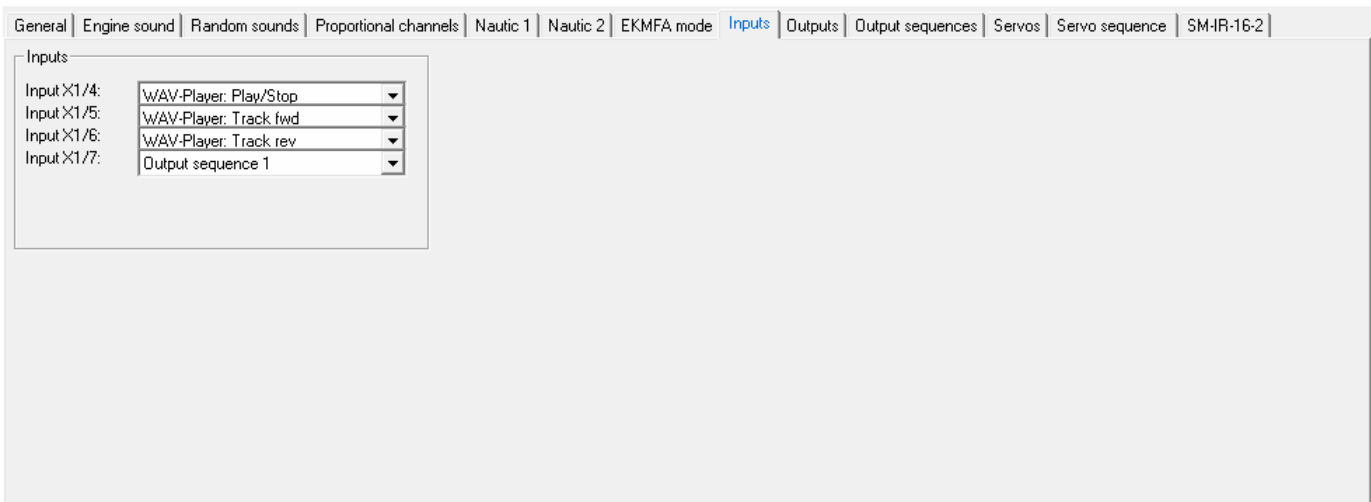 General Engine sound Random sounds Proportional channels Nautic 1 Nautic 2 EKMFA mode Inputs Outputs Output sequences Servos Servo sequence SM-IR-16-2
Inputs
Input X1/4: WAV-Player: Play/Stop
Input X1/5: WAV-Player: Track fwd
Input X1/6: WAV-Player: Track rev
Input X1/7: Output sequence 1